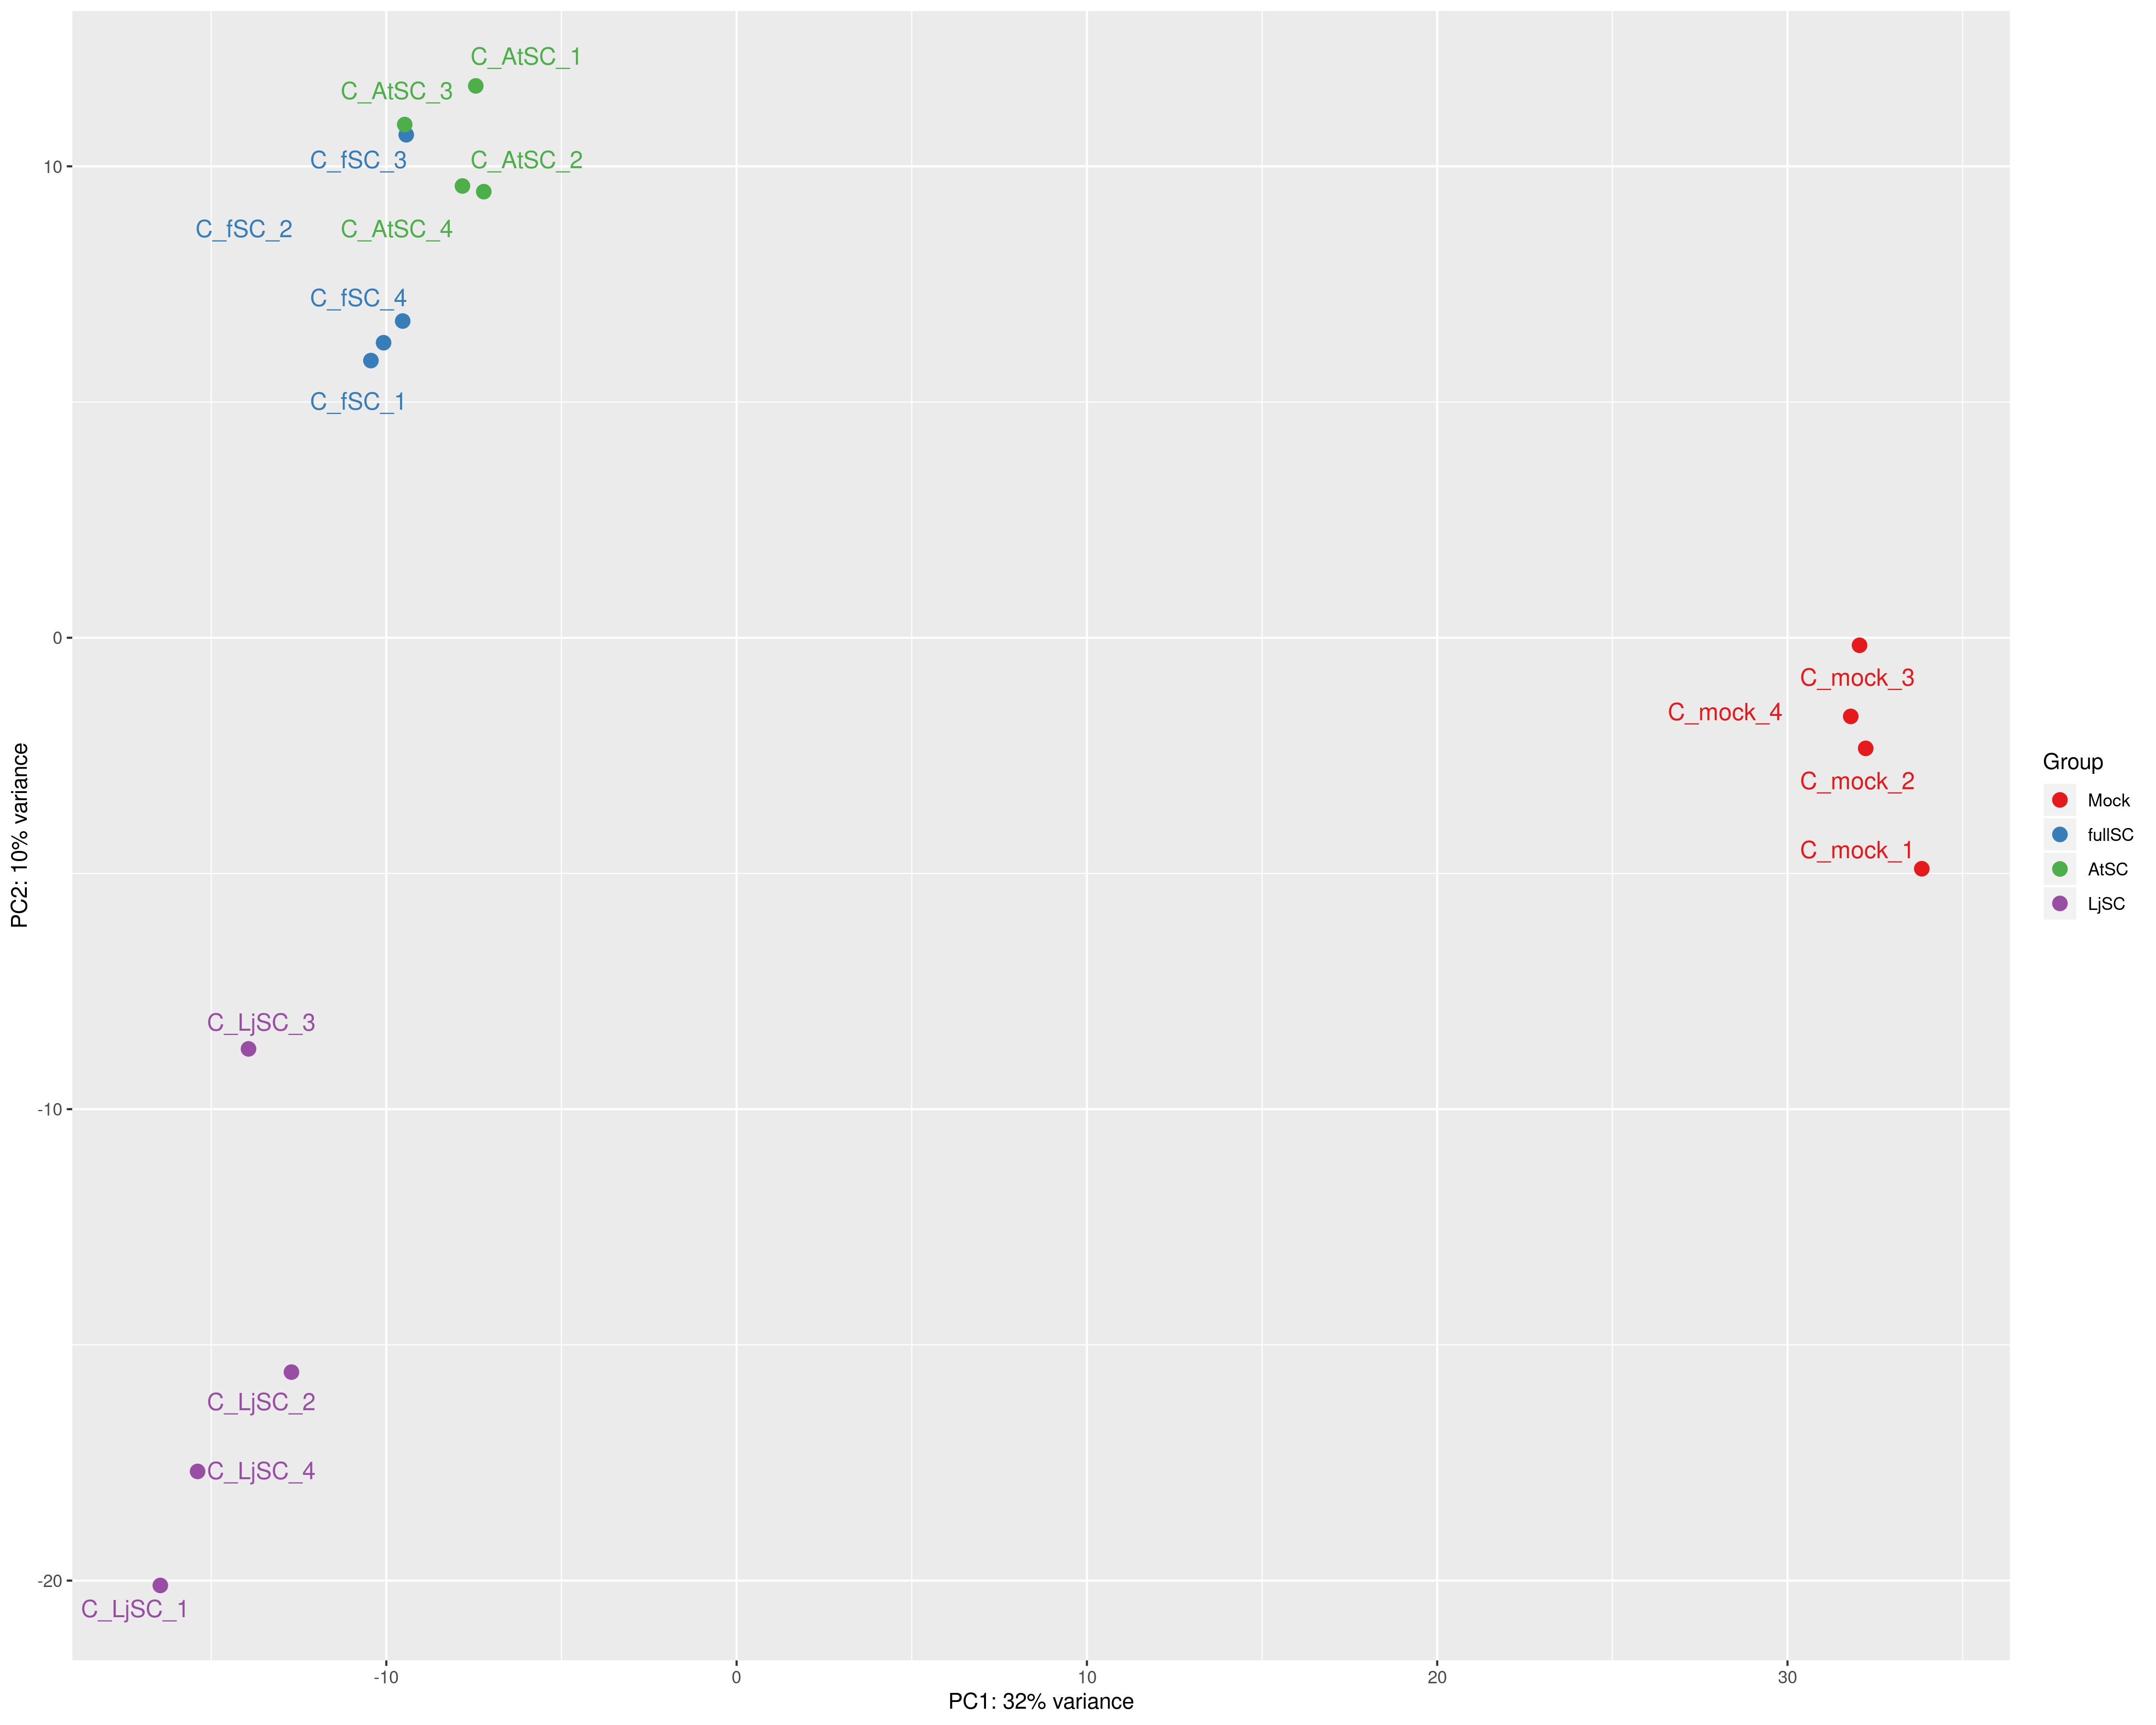 C_AtSC_1
C_AtSC_3
C_fSC_3
C_AtSC_2
10
C_fSC_2
C_AtSC_4
C_fSC_4
C_fSC_1
0
C_mock_3
C_mock_4
C_mock_2
C_mock_1
PC2: 10% variance
Group
Mock
fullSC
AtSC
LjSC
C_LjSC_3
-10
C_LjSC_2
C_LjSC_4
-20
C_LjSC_1
-10
0
10
20
30
PC1: 32% variance